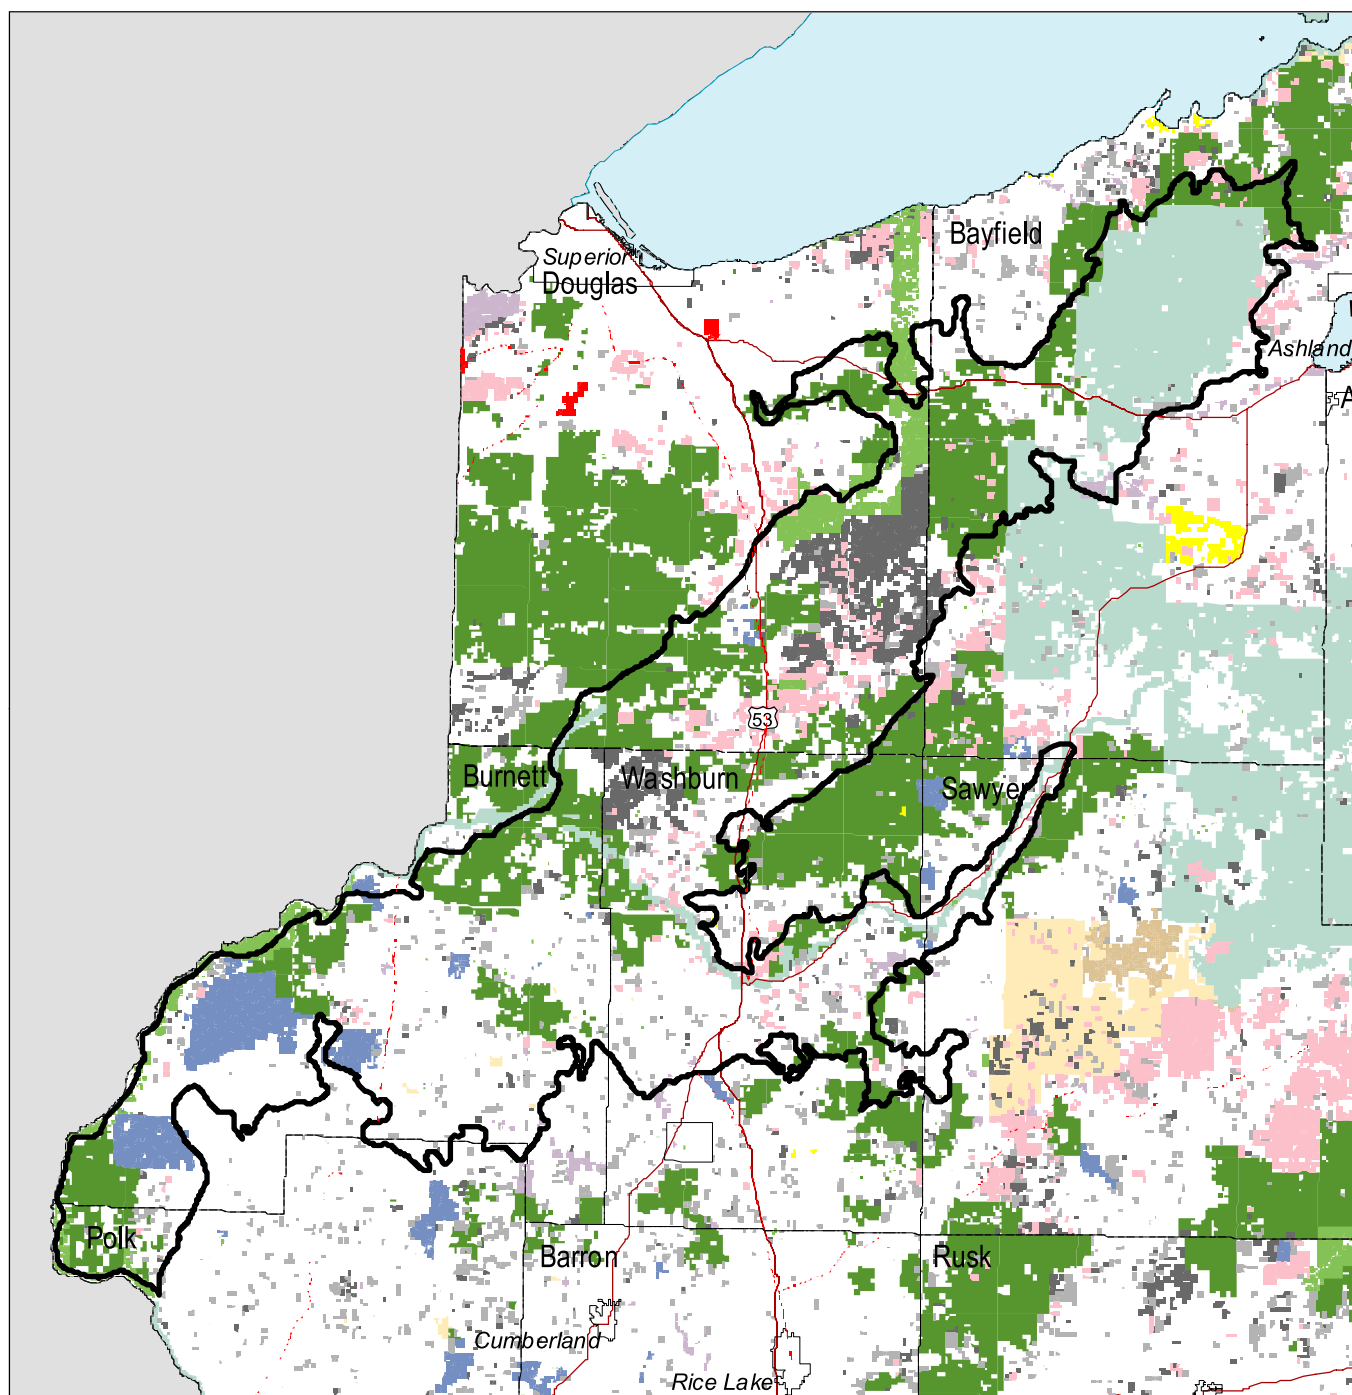 Bayfield
Superior
Douglas
Ashland
A
53
Burnett
Washburn
Sawyer
Polk
Barron
Rusk
Cumberland
Rice Lake